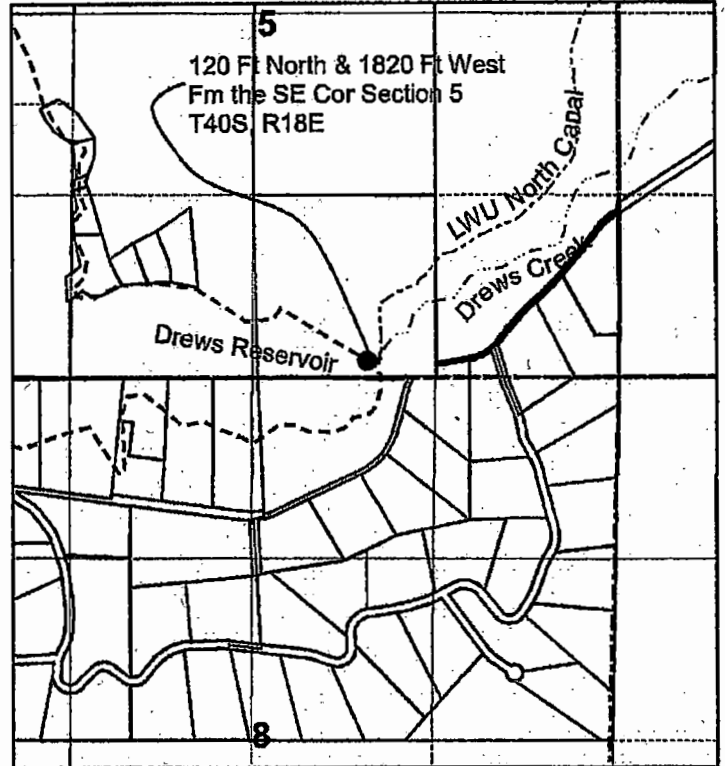 5
120 Ft North & 1820 Ft West
Fm the SE Cor Section 5
T40S, R18E
LWU North Canal
Drews Creek
Drews Reservoir
8